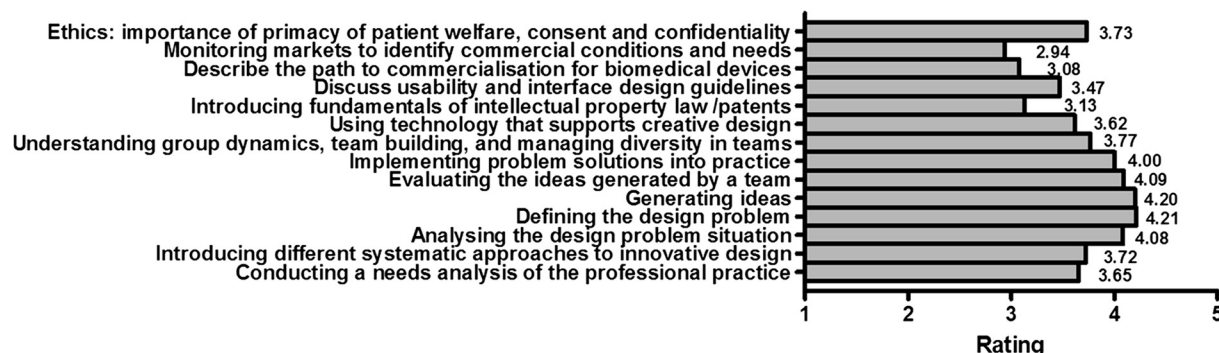 Ethics: importance of primacy of patient welfare, consent and confidentiality 3.73
Monitoring markets to identify commercial conditions and needs 2.94
Describe the path to commercialisation for biomedical devices 3.08
Discuss usability and interface design guidelines 3.47
Introducing fundamentals of intellectual property law /patents 3.13
Using technology that supports creative design 3.62
Understanding group dynamics, team building, and managing diversity in teams 3.77
Implementing problem solutions into practice 4.00
Evaluating the ideas generated by a team 4.09
Generating ideas 4.20
Defining the design problem 4.21
Analysing the design problem situation 4.08
Introducing different systematic approaches to innovative design 3.72
Conducting a needs analysis of the professional practice 3.65
1 2 3 4 5
Rating